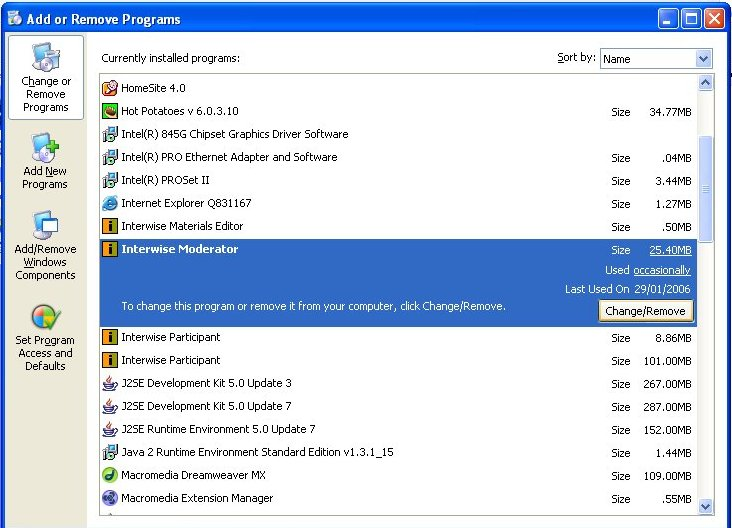 Add or Remove Programs
Change or
Remove
Programs
Add New
Programs
Add/Remove
Windows
Components
Set Program
Access and
Defaults
Currently installed programs:
Sort by: Name
HomeSite 4.0
Hot Potatoes v 6.0.3.10 Size 34.77MB
Intel(R) 845G Chipset Graphics Driver Software
Intel(R) PRO Ethernet Adapter and Software Size .04MB
Intel(R) PROSet II Size 3.44MB
Internet Explorer Q831167 Size 1.27MB
Interwise Materials Editor Size .50MB
Interwise Moderator Size 25.40MB
Used occasionally
Last Used On 29/01/2006
To change this program or remove it from your computer, click Change/Remove. Change/Remove
Interwise Participant Size 8.86MB
Interwise Participant Size 101.00MB
J2SE Development Kit 5.0 Update 3 Size 267.00MB
J2SE Development Kit 5.0 Update 7 Size 287.00MB
J2SE Runtime Environment 5.0 Update 7 Size 152.00MB
Java 2 Runtime Environment Standard Edition v1.3.1_15 Size 1.44MB
Macromedia Dreamweaver MX Size 109.00MB
Macromedia Extension Manager Size .55MB